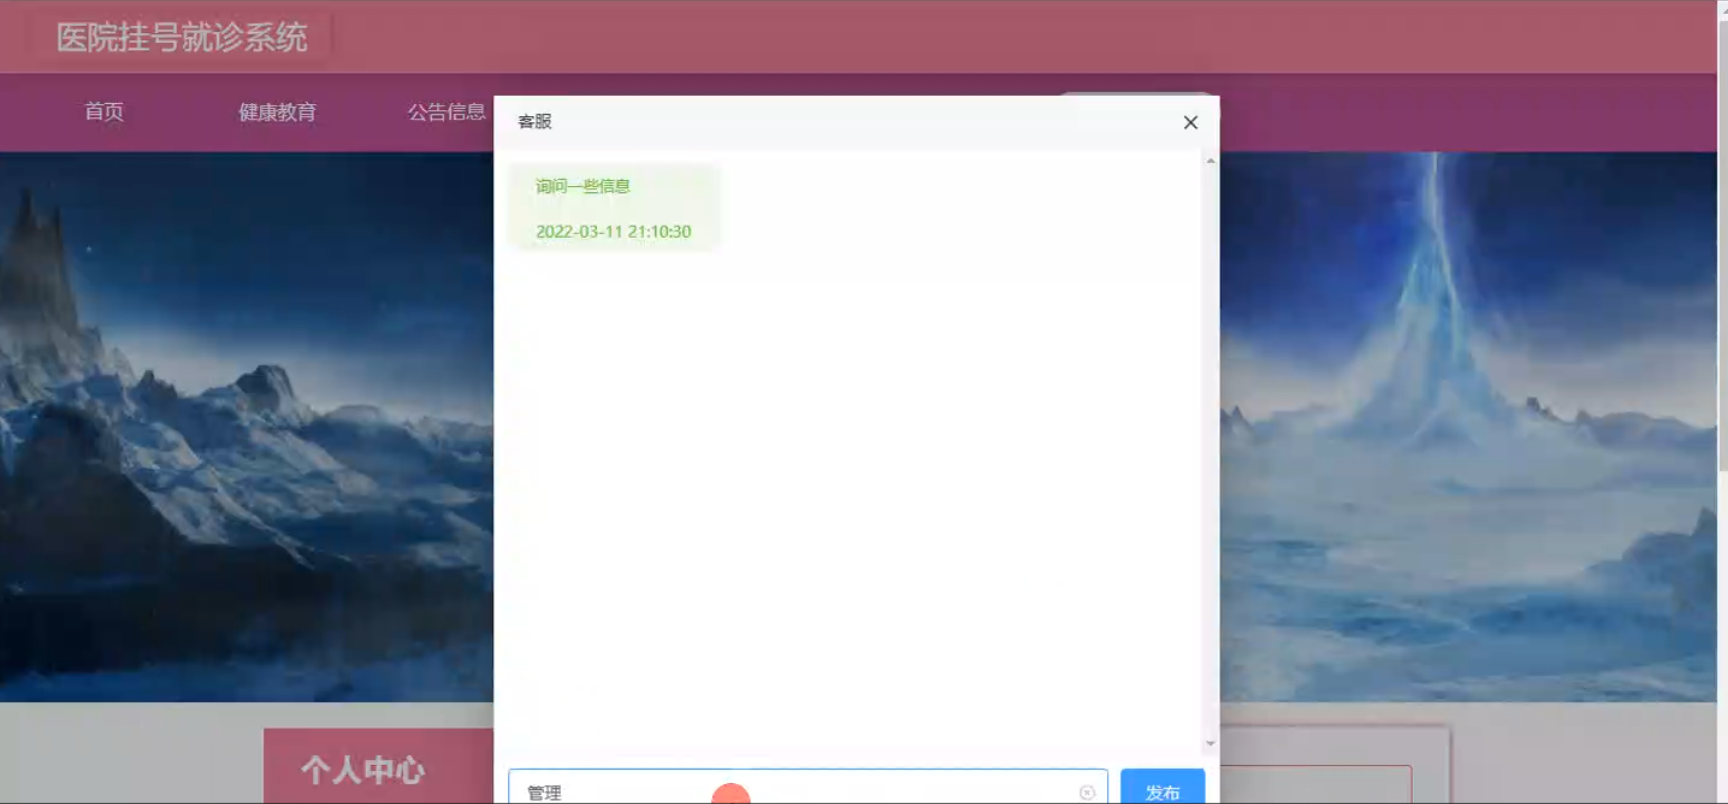 医院挂号就诊系统
首页 健康教育 公告信息
客服
询问一些信息
2022-03-11 21:10:30
个人中心
管理
发布